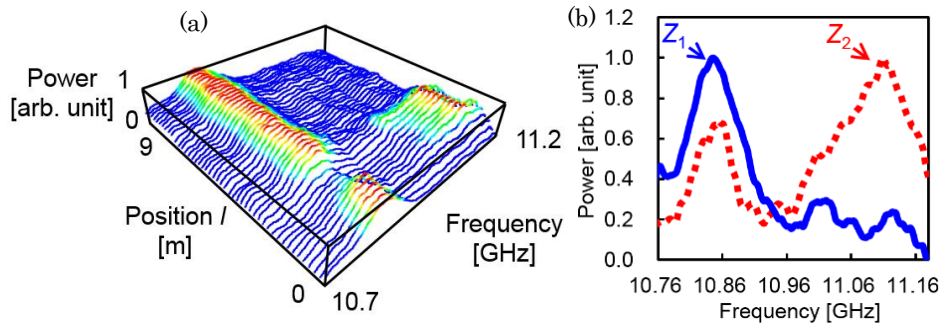 (a)
Power
[arb. unit]
1
0
9
Position l
[m]
0
10.7
Frequency
[GHz]
11.2
(b)
Power [arb. unit]
1.2
1.0
0.8
0.6
0.4
0.2
0.0
Z1
Z2
10.76 10.86 10.96 11.06 11.16
Frequency [GHz]